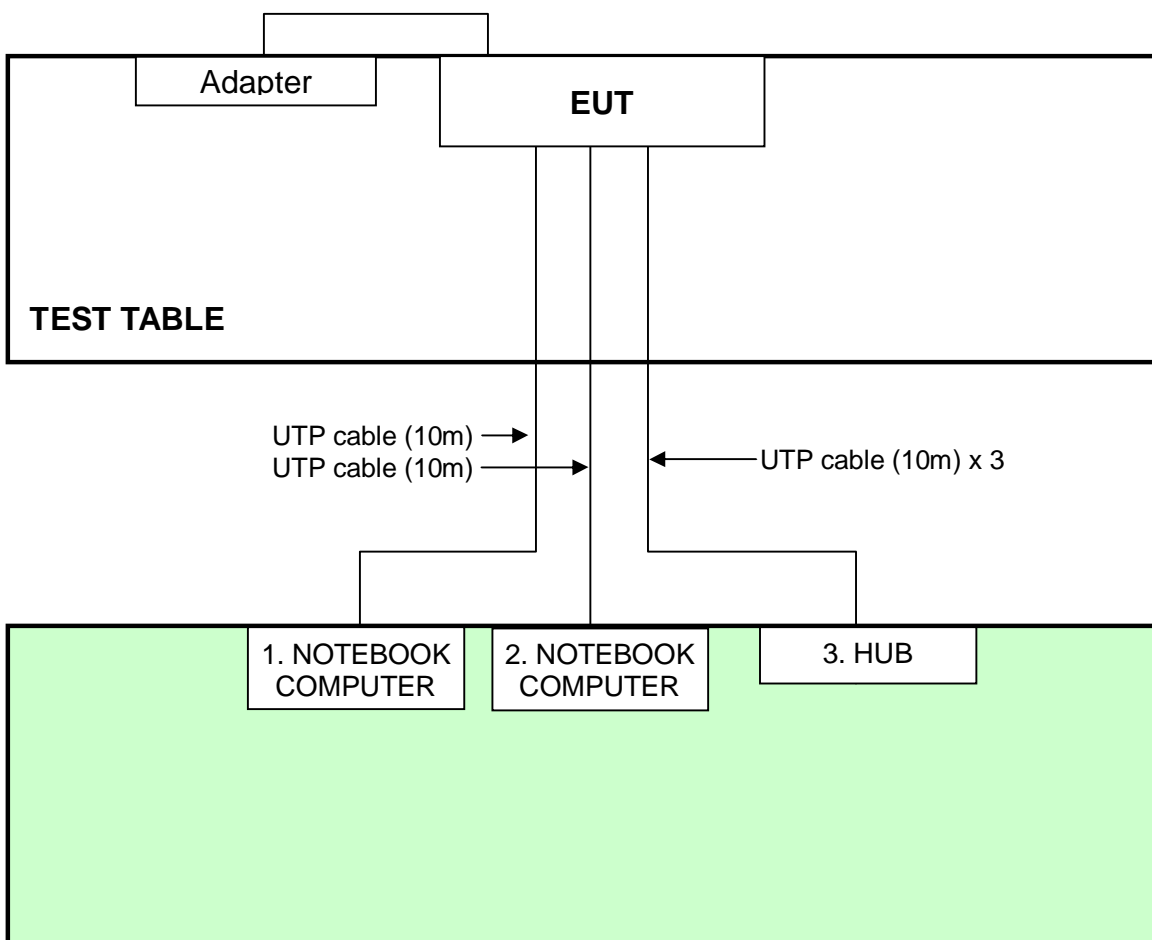 Adapter
EUT
TEST TABLE
UTP cable (10m)
UTP cable (10m)
UTP cable (10m) x 3
1. NOTEBOOK
COMPUTER
2. NOTEBOOK
COMPUTER
3. HUB